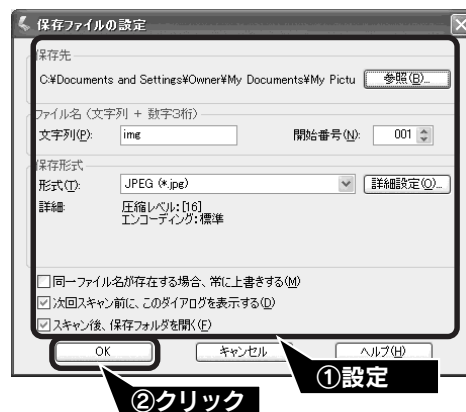 保存ファイルの設定
保存先
C:¥Documents and Settings¥Owner¥My Documents¥My Pictu 参照(B)...
ファイル名(文字列 + 数字3桁)
文字列(P): img 開始番号(N): 001
保存形式
形式(T): JPEG (*.jpg) 詳細設定(O)...
詳細: 圧縮レベル:[16]
エンコーディング:標準
同一ファイル名が存在する場合、常に上書きする(M)
次回スキャン前に、このダイアログを表示する(D)
スキャン後、保存フォルダを開く(F)
OK キャンセル ヘルプ(H)
①設定
②クリック